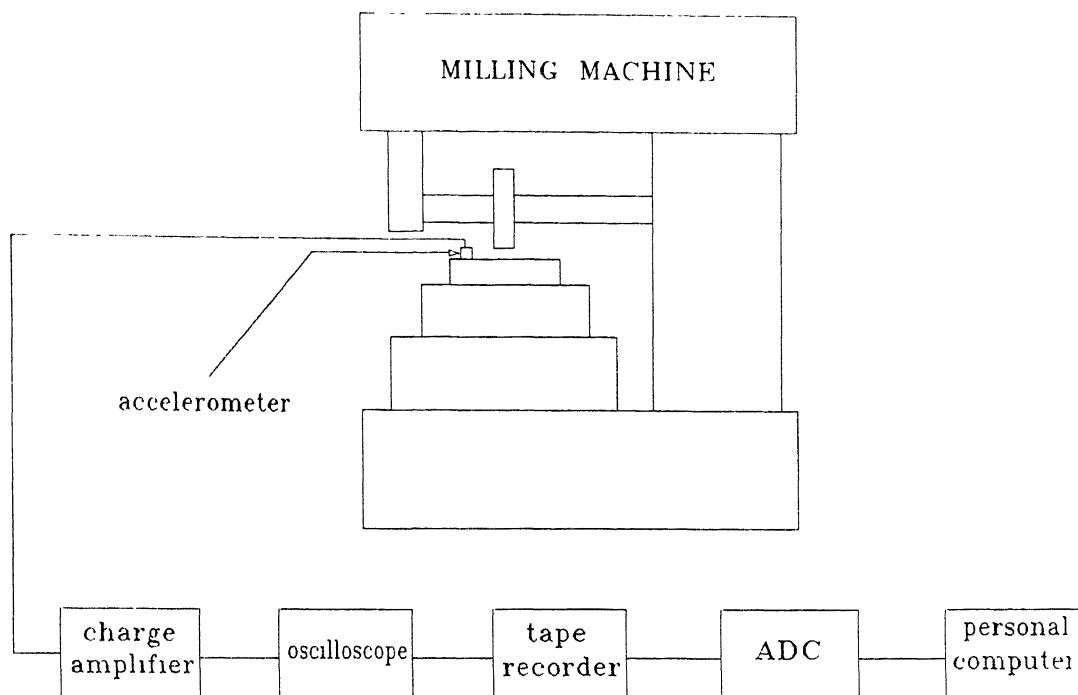 MILLING MACHINE
accelerometer
charge
amplifier
oscilloscope
tape
recorder
ADC
personal
computer